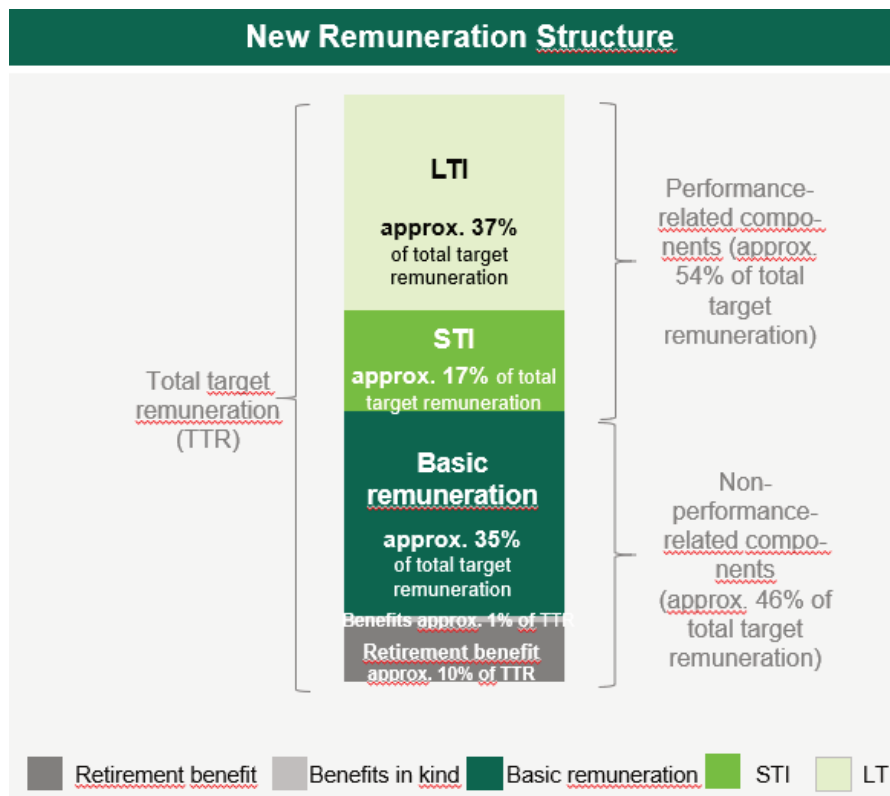 New Remuneration Structure
Total target
remuneration
(TTR)
LTI
approx. 37%
of total target
remuneration
STI
approx. 17% of total
target remuneration
Basic
remuneration
approx. 35%
of total target
remuneration
Benefits approx. 1% of TTR
Retirement benefit
approx. 10% of TTR
Performance-
related compo-
nents (approx.
54% of total
target
remuneration)
Non-
performance-
related compo-
nents
(approx. 46% of
total target
remuneration)
Retirement benefit
Benefits in kind
Basic remuneration
STI
LT